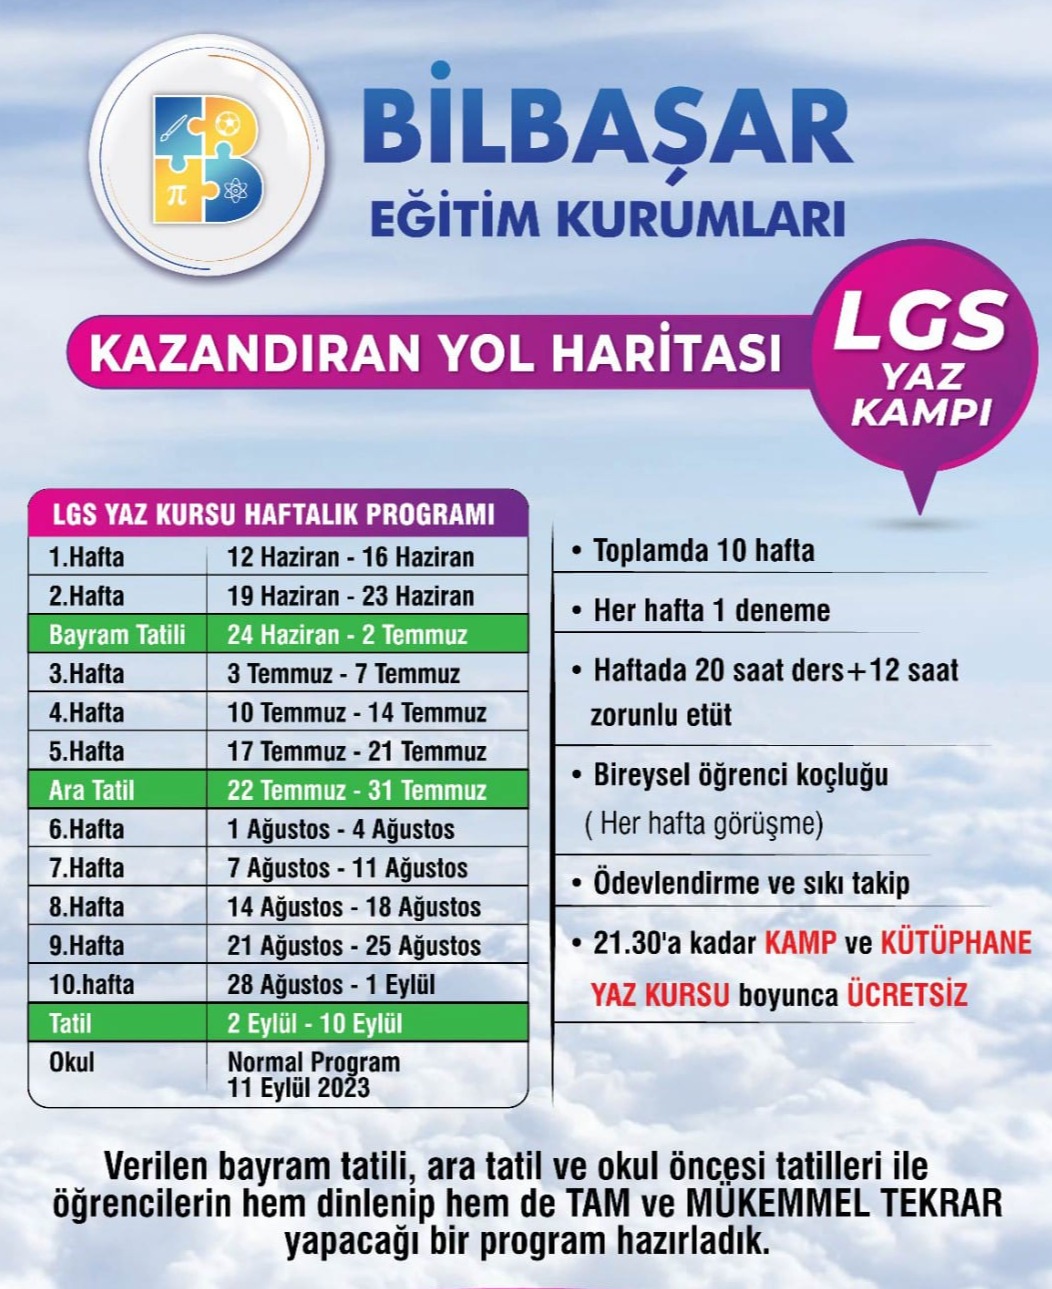 π
BİLBAŞAR
EĞİTİM KURUMLARI
KAZANDIRAN YOL HARİTASI
LGS
YAZ
KAMPI
LGS YAZ KURSU HAFTALIK PROGRAMI
1.Hafta 12 Haziran - 16 Haziran
2.Hafta 19 Haziran - 23 Haziran
Bayram Tatili 24 Haziran - 2 Temmuz
3.Hafta 3 Temmuz - 7 Temmuz
4.Hafta 10 Temmuz - 14 Temmuz
5.Hafta 17 Temmuz - 21 Temmuz
Ara Tatil 22 Temmuz - 31 Temmuz
6.Hafta 1 Ağustos - 4 Ağustos
7.Hafta 7 Ağustos - 11 Ağustos
8.Hafta 14 Ağustos - 18 Ağustos
9.Hafta 21 Ağustos - 25 Ağustos
10.hafta 28 Ağustos - 1 Eylül
Tatil 2 Eylül - 10 Eylül
Okul Normal Program
11 Eylül 2023
• Toplamda 10 hafta
• Her hafta 1 deneme
• Haftada 20 saat ders+12 saat
zorunlu etüt
• Bireysel öğrenci koçluğu
( Her hafta görüşme)
• Ödevlendirme ve sıkı takip
• 21.30'a kadar KAMP ve KÜTÜPHANE
YAZ KURSU boyunca ÜCRETSİZ
Verilen bayram tatili, ara tatil ve okul öncesi tatilleri ile
öğrencilerin hem dinlenip hem de TAM ve MÜKEMMEL TEKRAR
yapacağı bir program hazırladık.